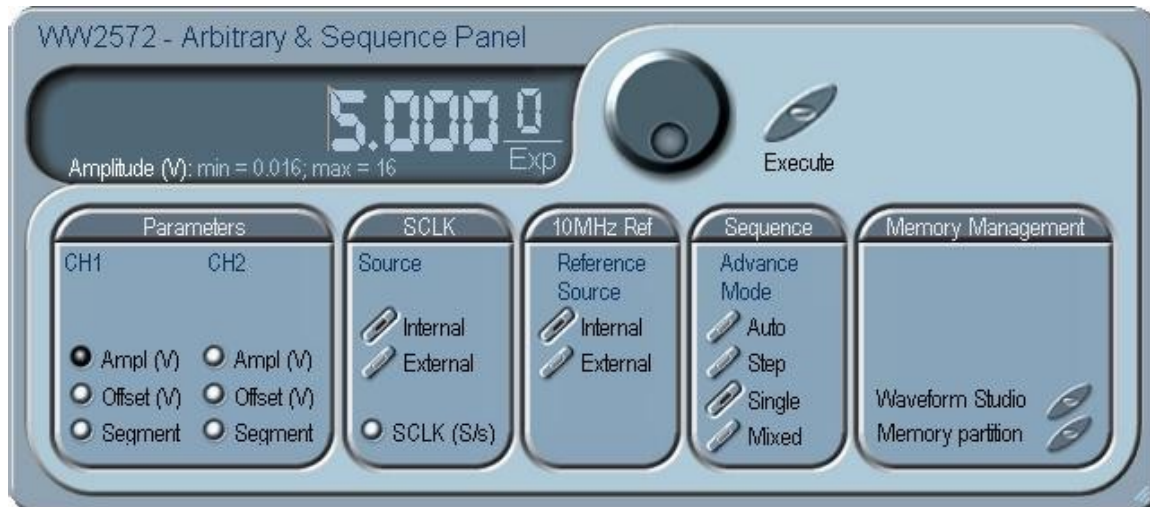 WW2572 - Arbitrary & Sequence Panel
5.000 0
Exp
Amplitude (V): min = 0.016; max = 16
Execute
Parameters
CH1 CH2
Ampl (V) Ampl (V)
Offset (V) Offset (V)
Segment Segment
SCLK
Source
Internal
External
SCLK (S/s)
10MHz Ref
Reference
Source
Internal
External
Sequence
Advance
Mode
Auto
Step
Single
Mixed
Memory Management
Waveform Studio
Memory partition